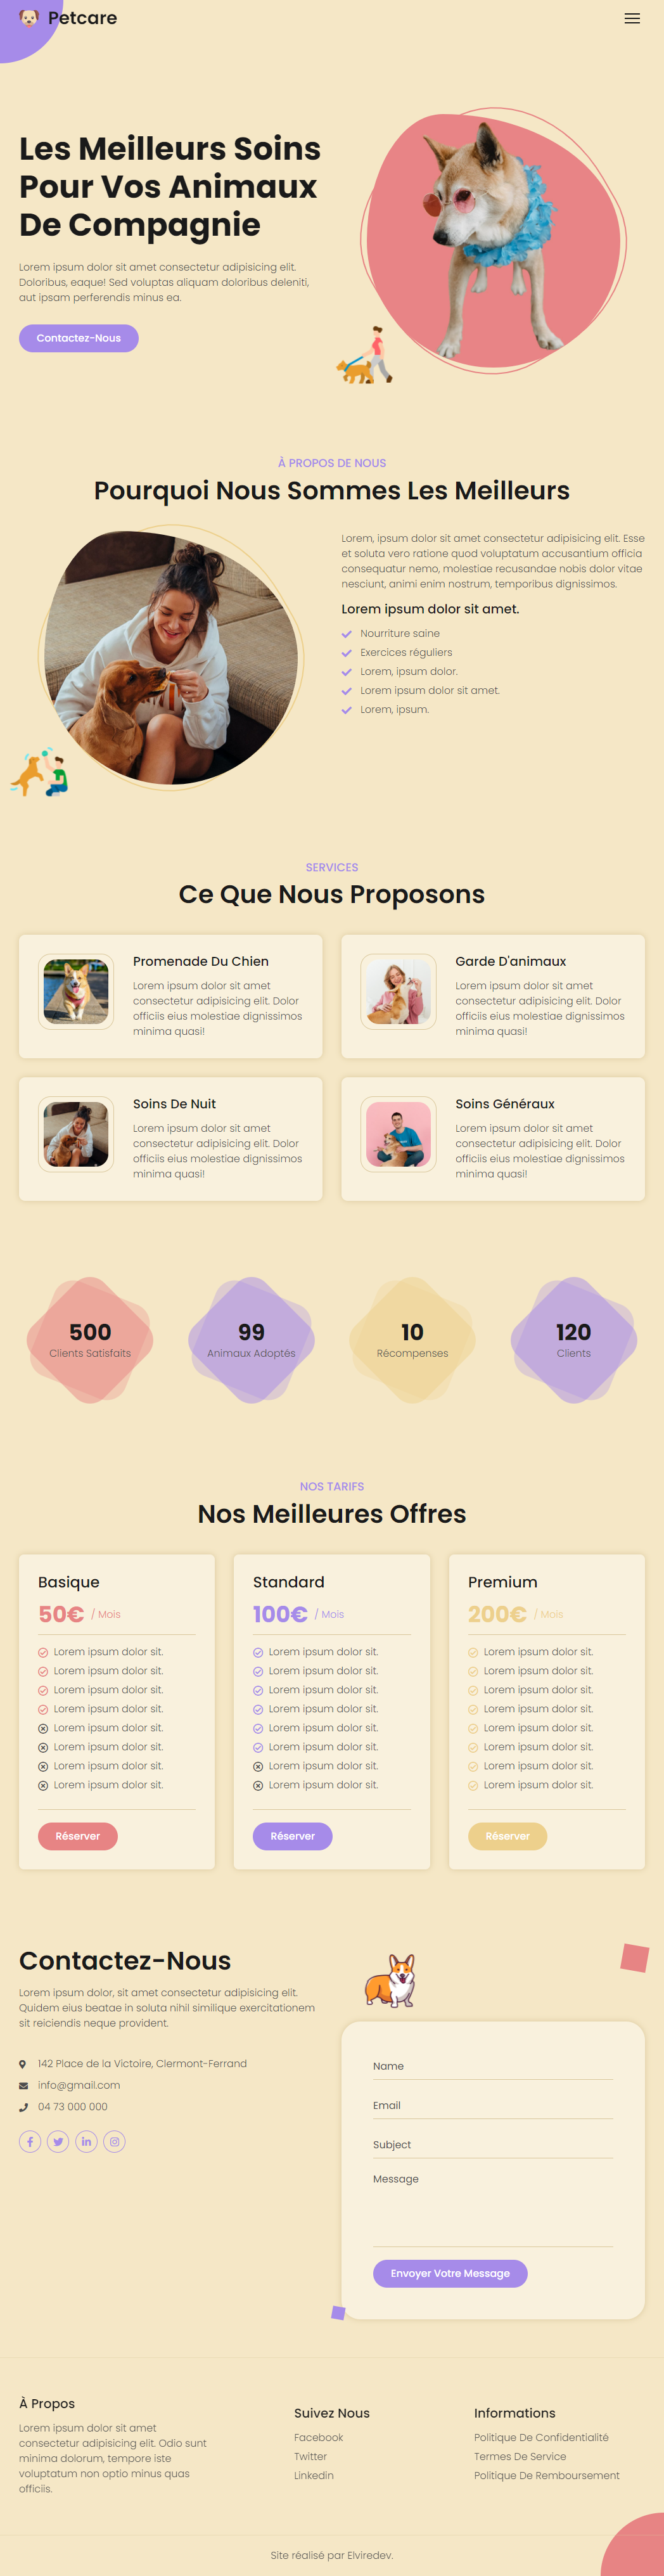 Petcare
Les Meilleurs Soins
Pour Vos Animaux
De Compagnie
Lorem ipsum dolor sit amet consectetur adipisicing elit.
Doloribus, eaque! Sed voluptas aliquam doloribus deleniti,
aut ipsam perferendis minus ea.
Contactez-Nous
À PROPOS DE NOUS
Pourquoi Nous Sommes Les Meilleurs
Lorem, ipsum dolor sit amet consectetur adipisicing elit. Esse
et soluta vero ratione quod voluptatum accusantium officia
consequatur nemo, molestiae recusandae nobis dolor vitae
nesciunt, animi enim nostrum, temporibus dignissimos.
Lorem ipsum dolor sit amet.
Nourriture saine
Exercices réguliers
Lorem, ipsum dolor.
Lorem ipsum dolor sit amet.
Lorem, ipsum.
SERVICES
Ce Que Nous Proposons
Promenade Du Chien
Lorem ipsum dolor sit amet
consectetur adipisicing elit. Dolor
officiis eius molestiae dignissimos
minima quasi!
Garde D'animaux
Lorem ipsum dolor sit amet
consectetur adipisicing elit. Dolor
officiis eius molestiae dignissimos
minima quasi!
Soins De Nuit
Lorem ipsum dolor sit amet
consectetur adipisicing elit. Dolor
officiis eius molestiae dignissimos
minima quasi!
Soins Généraux
Lorem ipsum dolor sit amet
consectetur adipisicing elit. Dolor
officiis eius molestiae dignissimos
minima quasi!
500
Clients Satisfaits
99
Animaux Adoptés
10
Récompenses
120
Clients
NOS TARIFS
Nos Meilleures Offres
Basique
50€ / Mois
Lorem ipsum dolor sit.
Lorem ipsum dolor sit.
Lorem ipsum dolor sit.
Lorem ipsum dolor sit.
Lorem ipsum dolor sit.
Lorem ipsum dolor sit.
Lorem ipsum dolor sit.
Lorem ipsum dolor sit.
Réserver
Standard
100€ / Mois
Lorem ipsum dolor sit.
Lorem ipsum dolor sit.
Lorem ipsum dolor sit.
Lorem ipsum dolor sit.
Lorem ipsum dolor sit.
Lorem ipsum dolor sit.
Lorem ipsum dolor sit.
Lorem ipsum dolor sit.
Réserver
Premium
200€ / Mois
Lorem ipsum dolor sit.
Lorem ipsum dolor sit.
Lorem ipsum dolor sit.
Lorem ipsum dolor sit.
Lorem ipsum dolor sit.
Lorem ipsum dolor sit.
Lorem ipsum dolor sit.
Lorem ipsum dolor sit.
Réserver
Contactez-Nous
Lorem ipsum dolor, sit amet consectetur adipisicing elit.
Quidem eius beatae in soluta nihil similique exercitationem
sit reiciendis neque provident.
142 Place de la Victoire, Clermont-Ferrand
info@gmail.com
04 73 000 000
Name
Email
Subject
Message
Envoyer Votre Message
À Propos
Lorem ipsum dolor sit amet
consectetur adipisicing elit. Odio sunt
minima dolorum, tempore iste
voluptatum non optio minus quas
officiis.
Suivez Nous
Facebook
Twitter
Linkedin
Informations
Politique De Confidentialité
Termes De Service
Politique De Remboursement
Site réalisé par Elviredev.